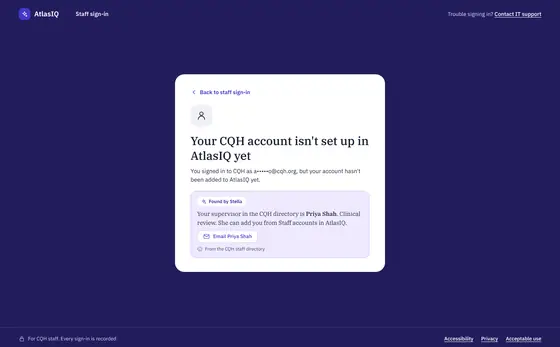 AtlasIQ
Staff sign-in
Trouble signing in? Contact IT support
Back to staff sign-in
Your CQH account isn't set up in
AtlasIQ yet
You signed in to CQH as a•••••o@cqh.org, but your account hasn't
been added to AtlasIQ yet.
Found by Stella
Your supervisor in the CQH directory is Priya Shah, Clinical
review. She can add you from Staff accounts in AtlasIQ.
Email Priya Shah
From the CQH staff directory
For CQH staff. Every sign-in is recorded
Accessibility
Privacy
Acceptable use